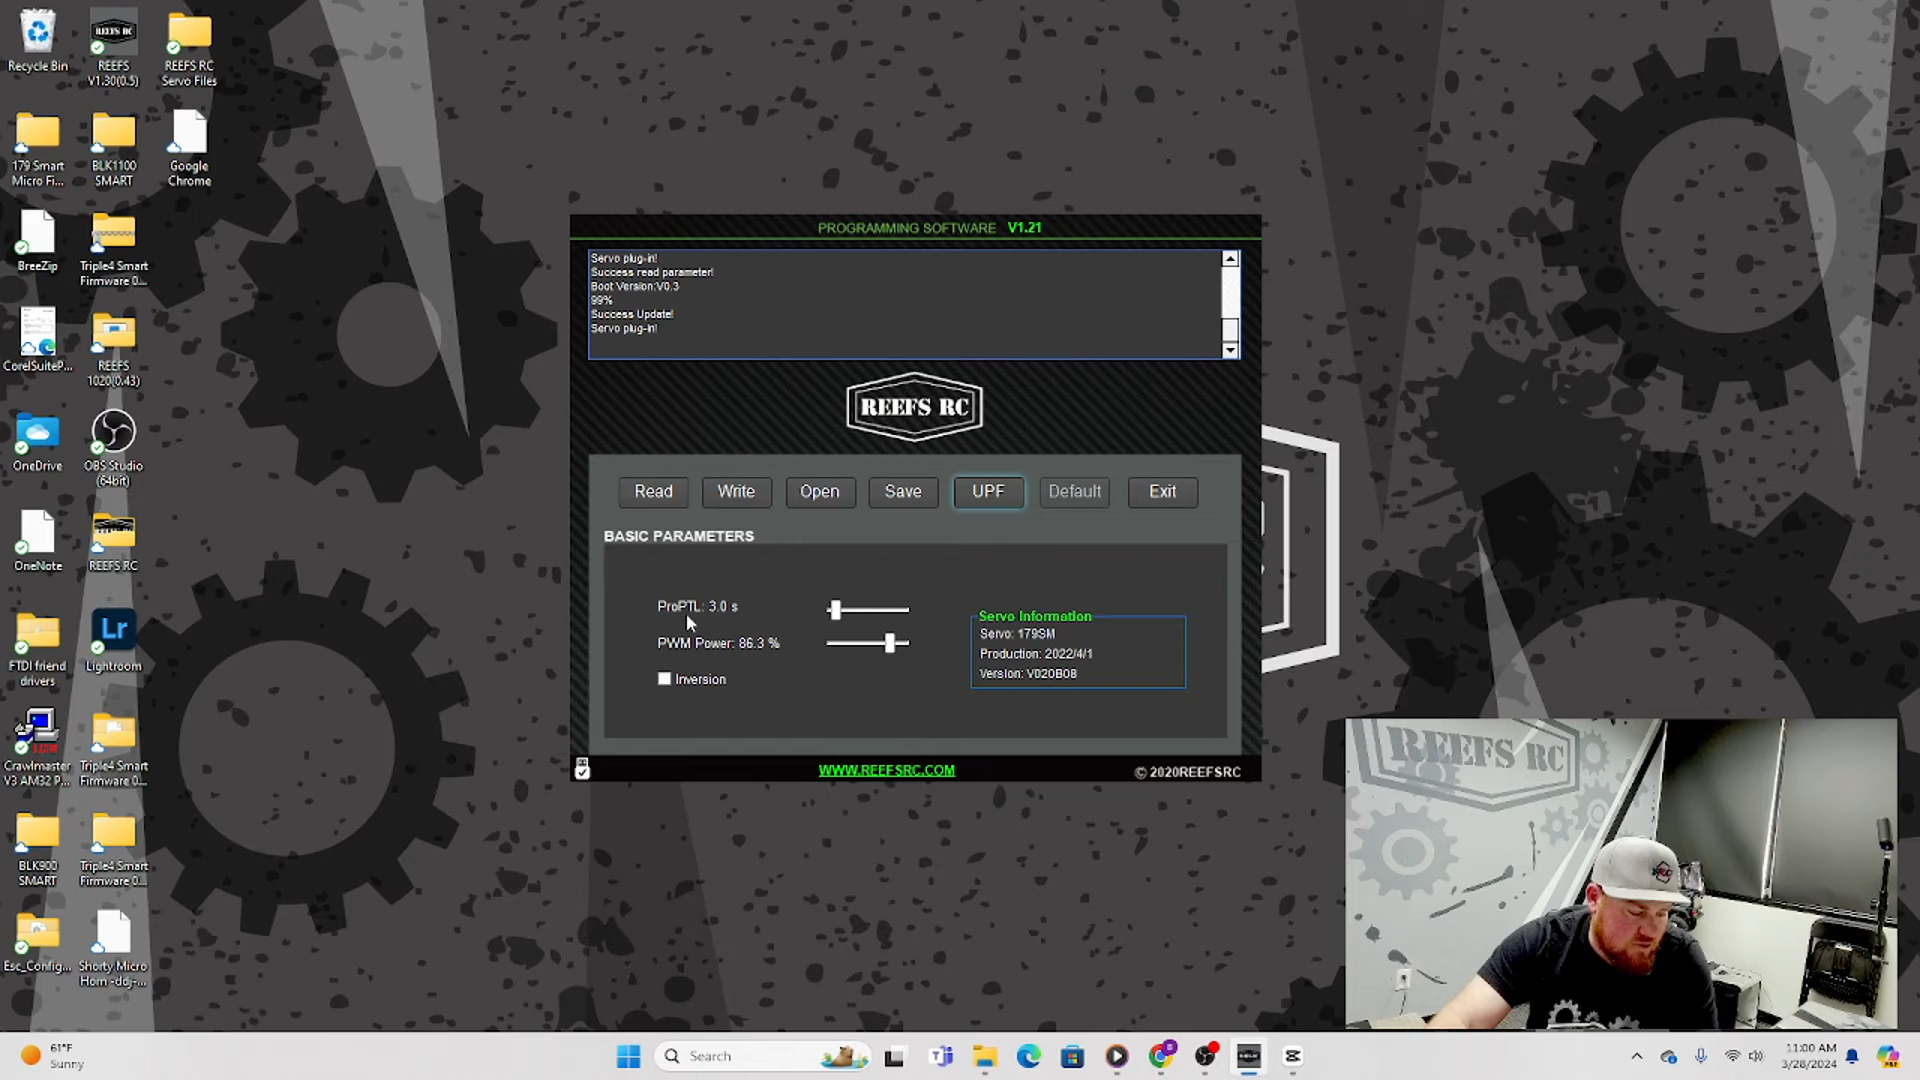 Recycle Bin
REEFS
V1.30(0.5)
REEFS RC
Servo Files
179 Smart
Micro Fi...
BLK1100
SMART
Google
Chrome
BreeZip
Triple4 Smart
Firmware 0...
CorelSuiteP...
REEFS
1020(0.43)
OneDrive
OBS Studio
(64bit)
OneNote
REEFS RC
FTDI friend
drivers
Lr
Lightroom
Crawlmaster
V3 AM32 P...
Triple4 Smart
Firmware 0...
BLK900
SMART
Triple4 Smart
Firmware 0...
Esc_Config...
Shorty Micro
Horn -ddj-...
PROGRAMMING SOFTWARE V1.21
Servo plug-in!
Success read parameter!
Boot Version:V0.3
99%
Success Update!
Servo plug-in!
REEFS RC
Read Write Open Save UPF Default Exit
BASIC PARAMETERS
ProPTL: 3.0 s
PWM Power: 86.3 %
Inversion
Servo Information
Servo: 179SM
Production: 2022/4/1
Version: V020B08
WWW.REEFSRC.COM
© 2020REEFSRC
REEFS RC
61°F
Sunny
Search
11:00 AM
3/28/2024